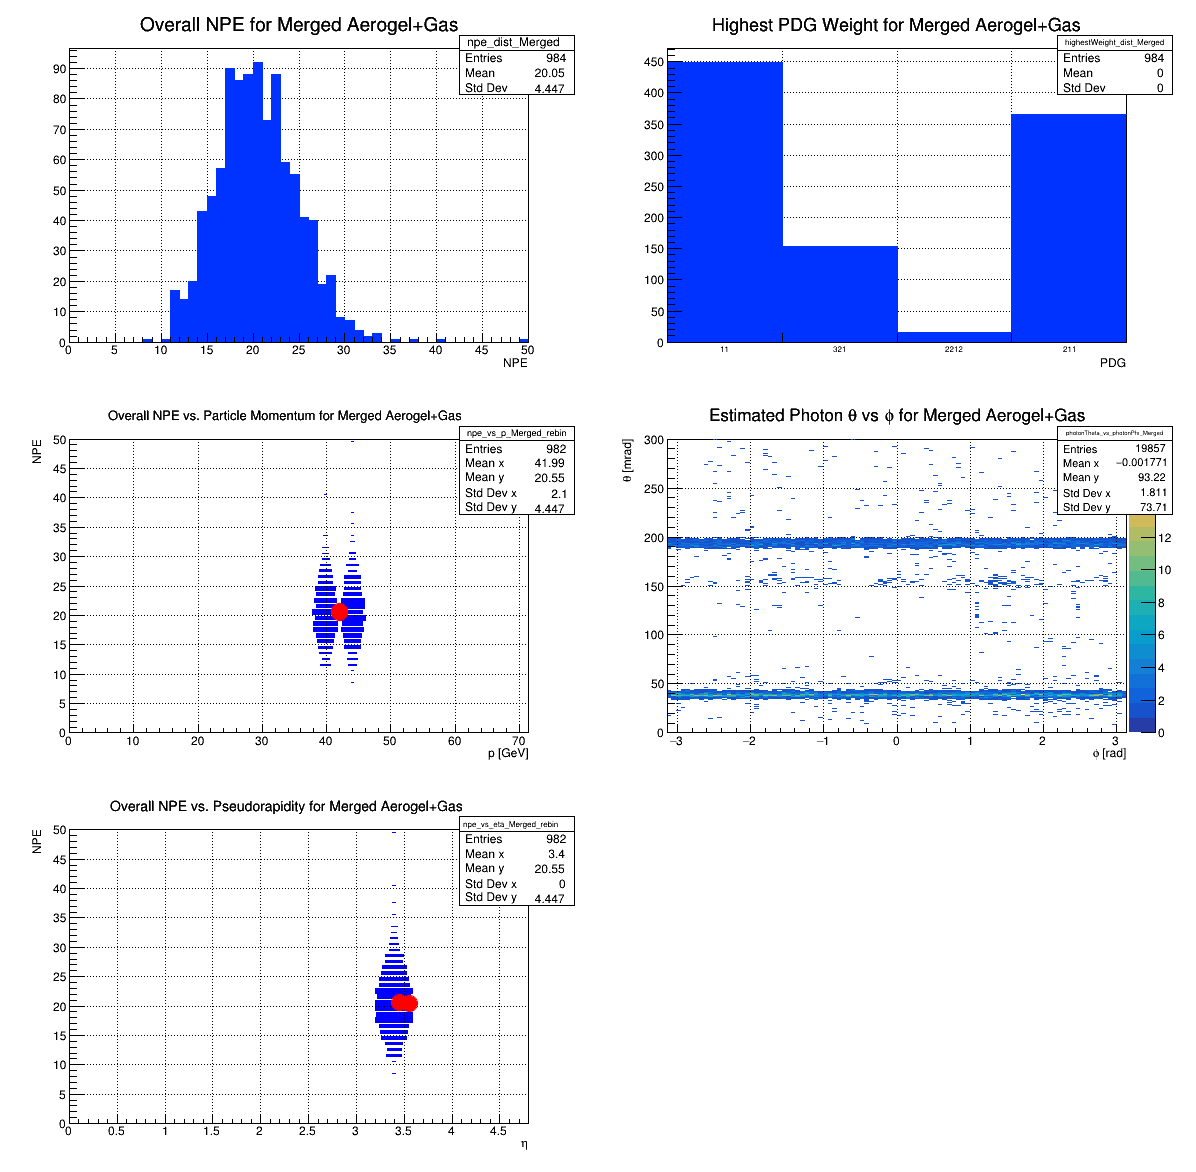 Overall NPE for Merged Aerogel+Gas
npe_dist_Merged
Entries 984
Mean 20.05
Std Dev 4.447
90
80
70
60
50
40
30
20
10
0
0 5 10 15 20 25 30 35 40 45 50
NPE
Highest PDG Weight for Merged Aerogel+Gas
highestWeight_dist_Merged
Entries 984
Mean 0
Std Dev 0
450
400
350
300
250
200
150
100
50
0
11 321 2212 211
PDG
Overall NPE vs. Particle Momentum for Merged Aerogel+Gas
npe_vs_p_Merged_rebin
Entries 982
Mean x 41.99
Mean y 20.55
Std Dev x 2.1
Std Dev y 4.447
NPE
50
45
40
35
30
25
20
15
10
5
0
0 10 20 30 40 50 60 70
p [GeV]
Estimated Photon θ vs ϕ for Merged Aerogel+Gas
photonTheta_vs_photonPhi_Merged
Entries 19857
Mean x −0.001771
Mean y 93.22
Std Dev x 1.811
Std Dev y 73.71
θ [mrad]
300
250
200
150
100
50
0
−3 −2 −1 0 1 2 3
ϕ [rad]
12
10
8
6
4
2
0
Overall NPE vs. Pseudorapidity for Merged Aerogel+Gas
npe_vs_eta_Merged_rebin
Entries 982
Mean x 3.4
Mean y 20.55
Std Dev x 0
Std Dev y 4.447
NPE
50
45
40
35
30
25
20
15
10
5
0
0 0.5 1 1.5 2 2.5 3 3.5 4 4.5
η